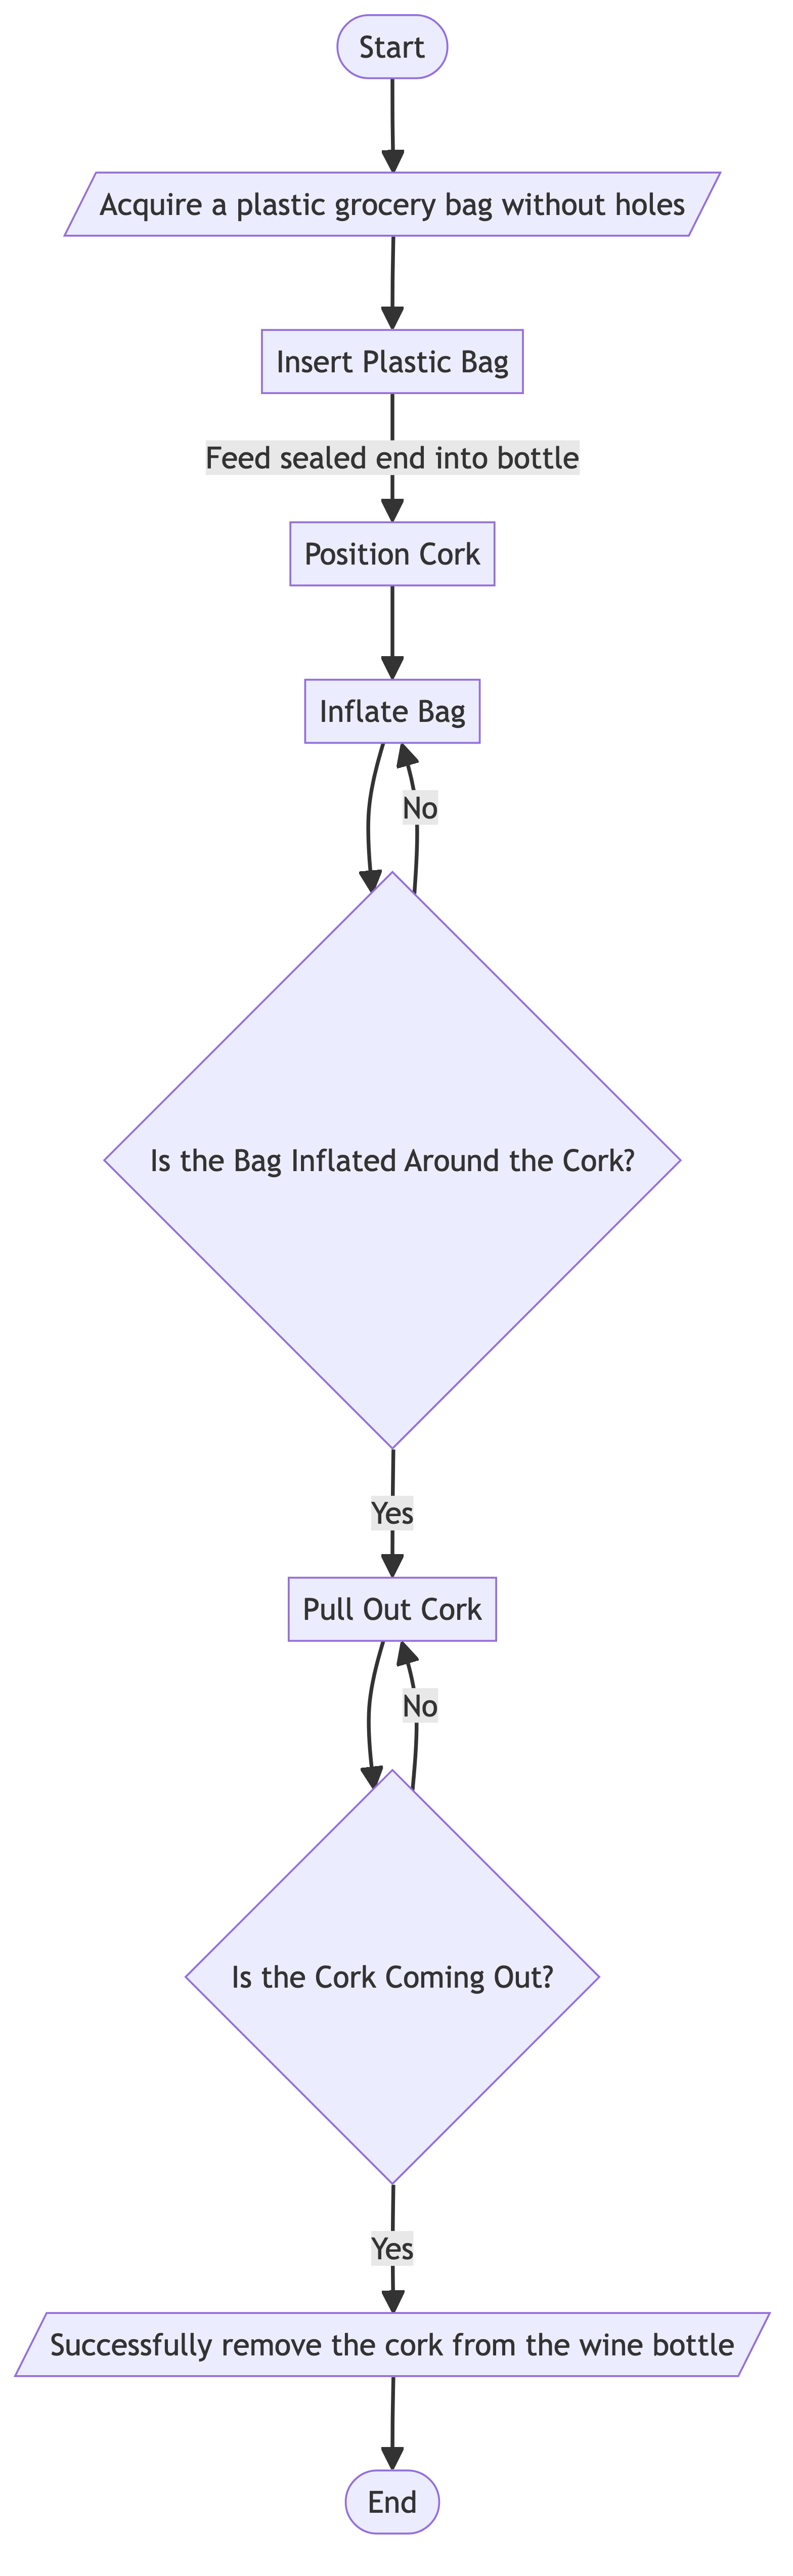 Start
Acquire a plastic grocery bag without holes
Insert Plastic Bag
Feed sealed end into bottle
Position Cork
Inflate Bag
No
Is the Bag Inflated Around the Cork?
Yes
Pull Out Cork
No
Is the Cork Coming Out?
Yes
Successfully remove the cork from the wine bottle
End